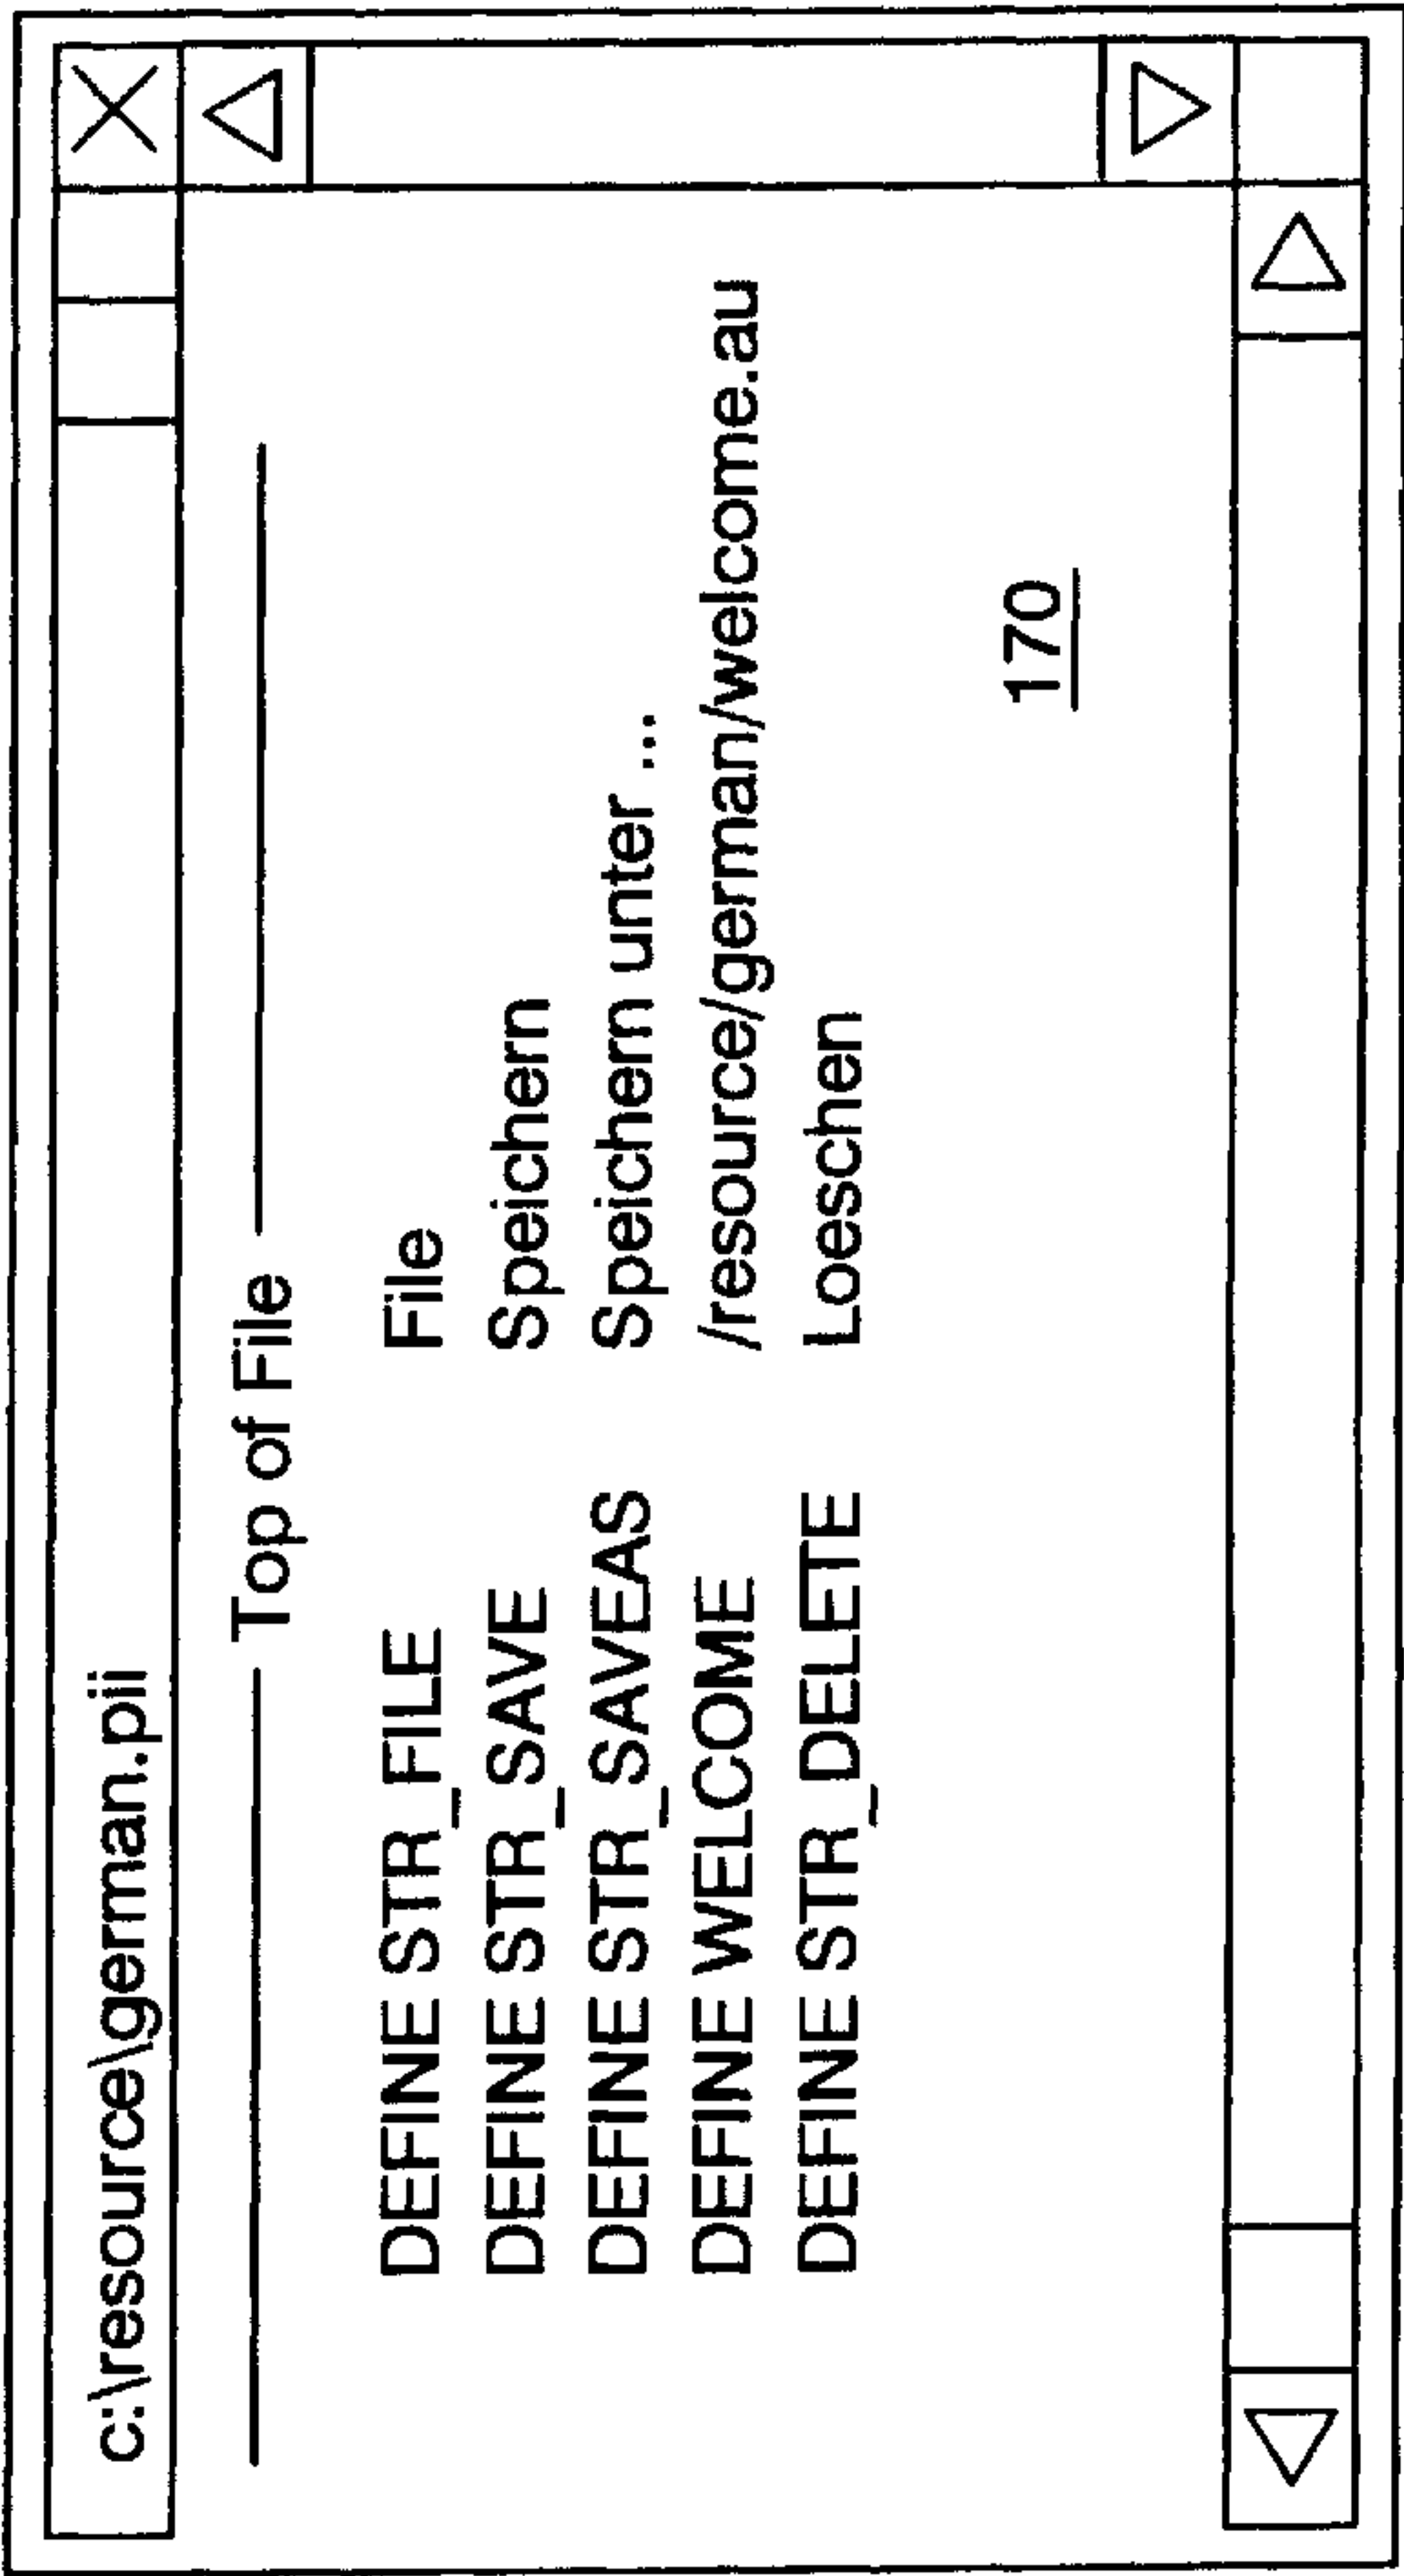 c:\resource\german.pii
Top of File
DEFINE STR_FILE File
DEFINE STR_SAVE Speichern
DEFINE STR_SAVEAS Speichern unter ...
DEFINE WELCOME /resource/german/welcome.au
DEFINE STR_DELETE Loeschen
170